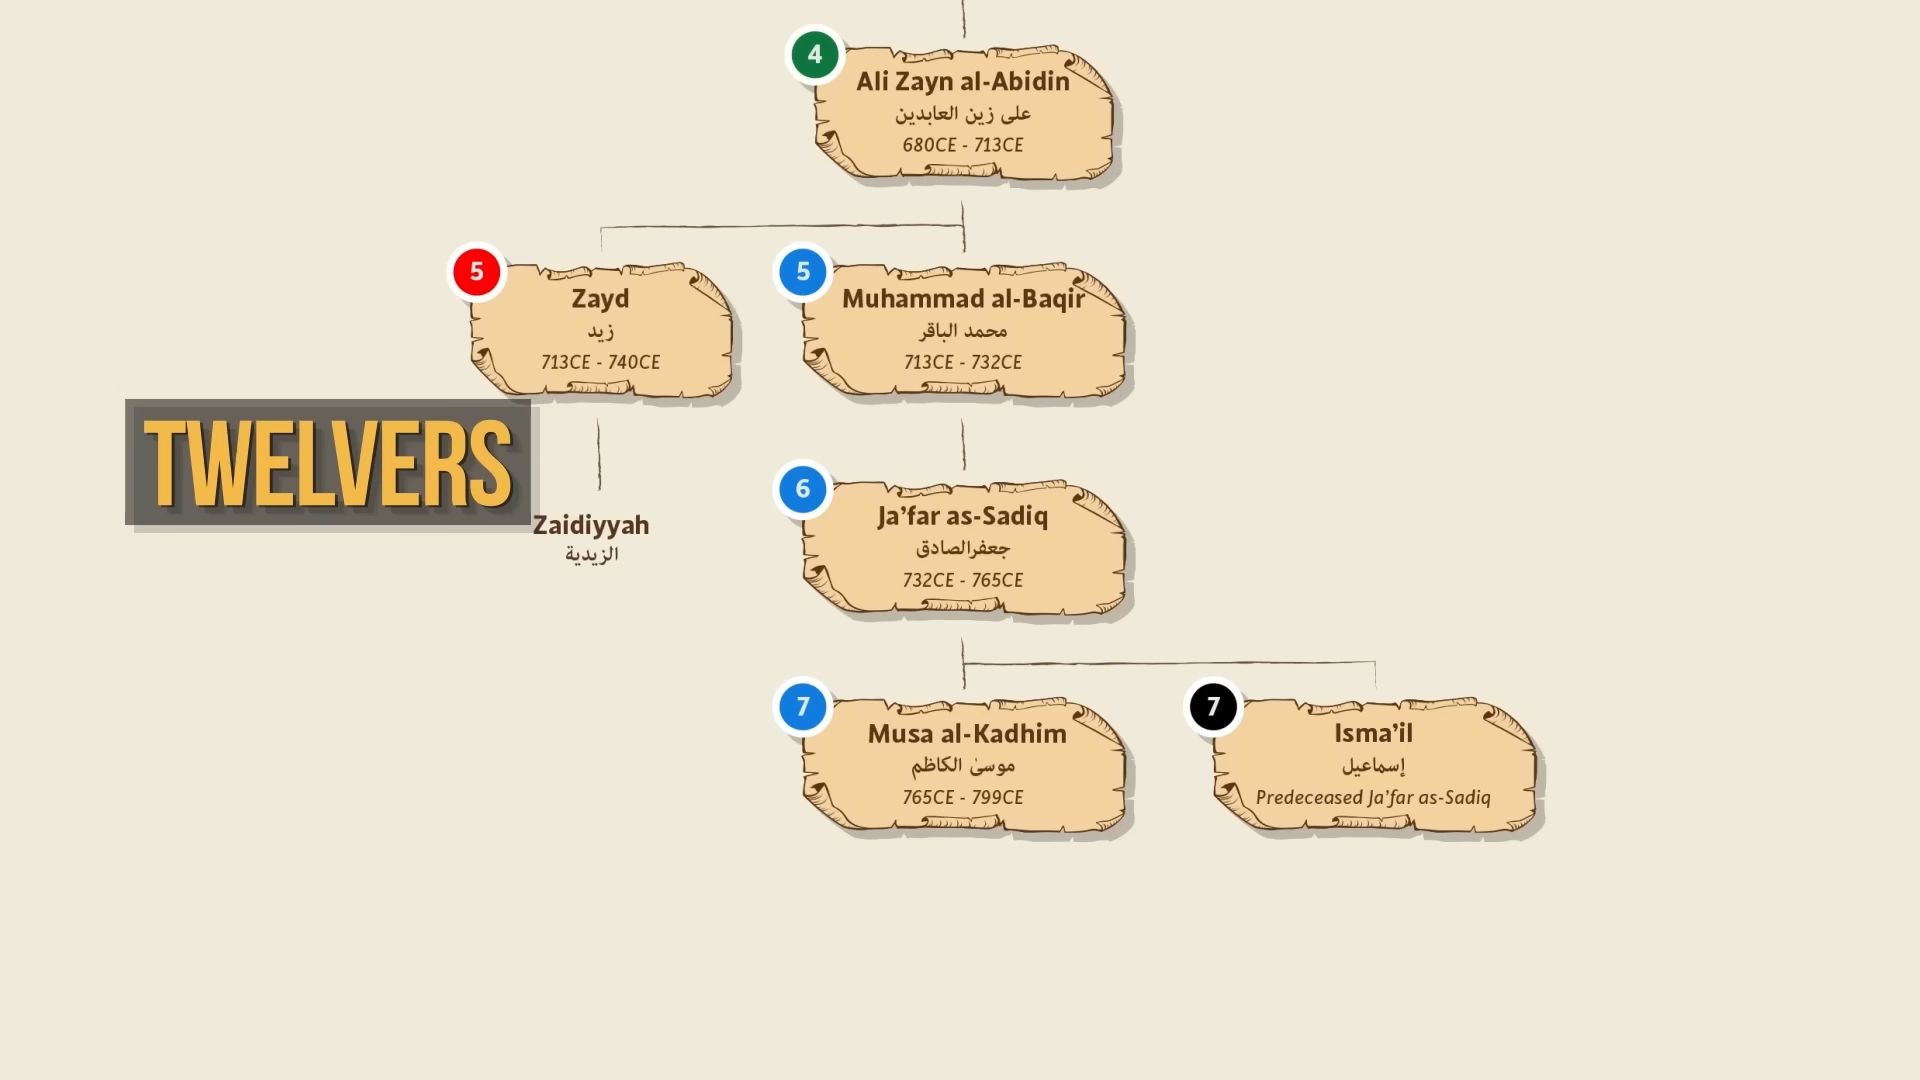 4
Ali Zayn al-Abidin
علی زين العابدين
680CE - 713CE
5
Zayd
زيد
713CE - 740CE
5
Muhammad al-Baqir
محمد الباقر
713CE - 732CE
TWELVERS
Zaidiyyah
الزيدية
6
Ja’far as-Sadiq
جعفرالصادق
732CE - 765CE
7
Musa al-Kadhim
موسىٰ الكاظم
765CE - 799CE
7
Isma’il
إسماعيل
Predeceased Ja’far as-Sadiq